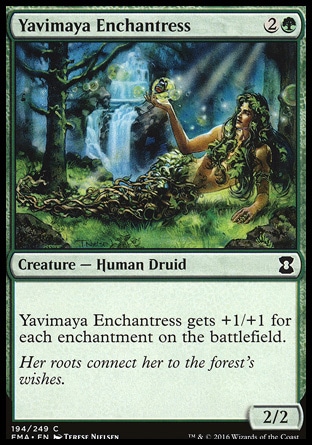 Yavimaya Enchantress 2
Creature — Human Druid
Yavimaya Enchantress gets +1/+1 for
each enchantment on the battlefield.
Her roots connect her to the forest's
wishes.
2/2
194/249 C
EMA • EN Terese Nielsen
™ & © 2016 Wizards of the Coast